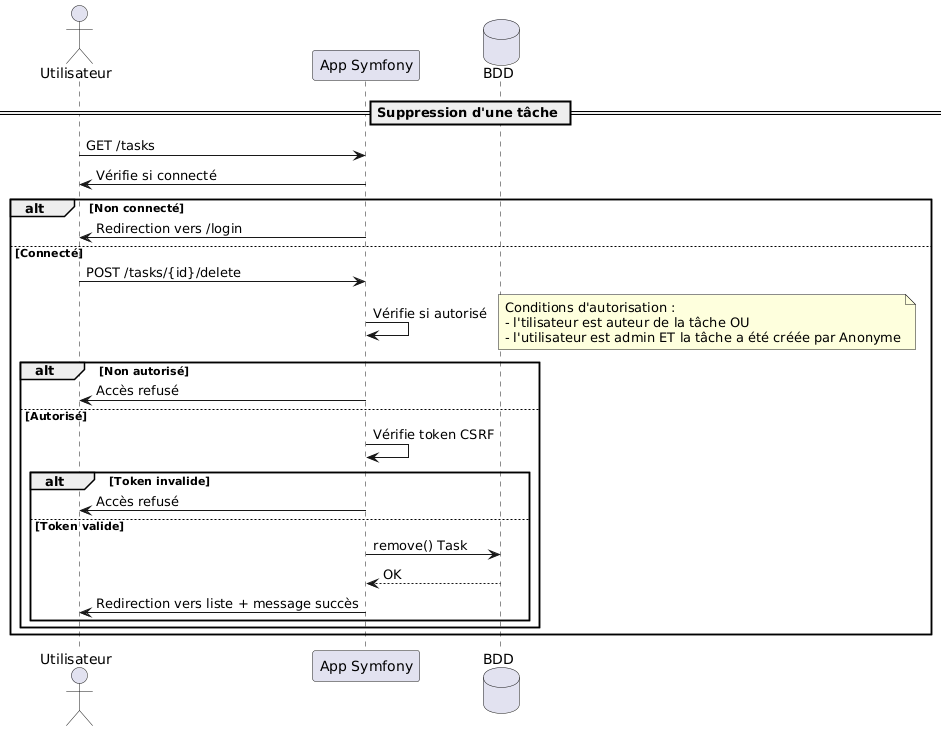 Utilisateur
App Symfony
BDD
Suppression d'une tâche
GET /tasks
Vérifie si connecté
alt [Non connecté]
Redirection vers /login
[Connecté]
POST /tasks/{id}/delete
Vérifie si autorisé
Conditions d'autorisation :
- l'tilisateur est auteur de la tâche OU
- l'utilisateur est admin ET la tâche a été créée par Anonyme
alt [Non autorisé]
Accès refusé
[Autorisé]
Vérifie token CSRF
alt [Token invalide]
Accès refusé
[Token valide]
remove() Task
OK
Redirection vers liste + message succès
Utilisateur
App Symfony
BDD